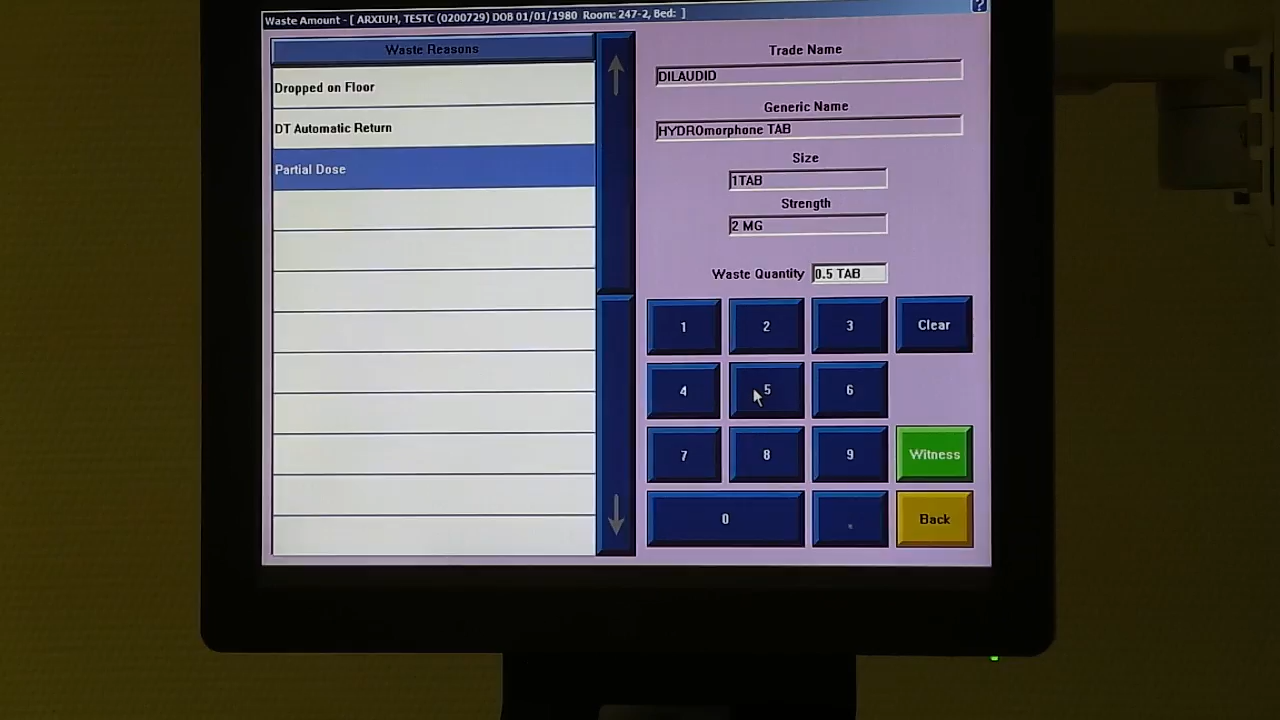 Waste Amount - [ ARXIUM, TESTC (0200729) DOB 01/01/1980 Room: 247-2, Bed: ]
?
Waste Reasons
Dropped on Floor
DT Automatic Return
Partial Dose
Trade Name
DILAUDID
Generic Name
HYDROmorphone TAB
Size
1TAB
Strength
2 MG
Waste Quantity 0.5 TAB
1 2 3 Clear
4 5 6
7 8 9 Witness
0 . Back